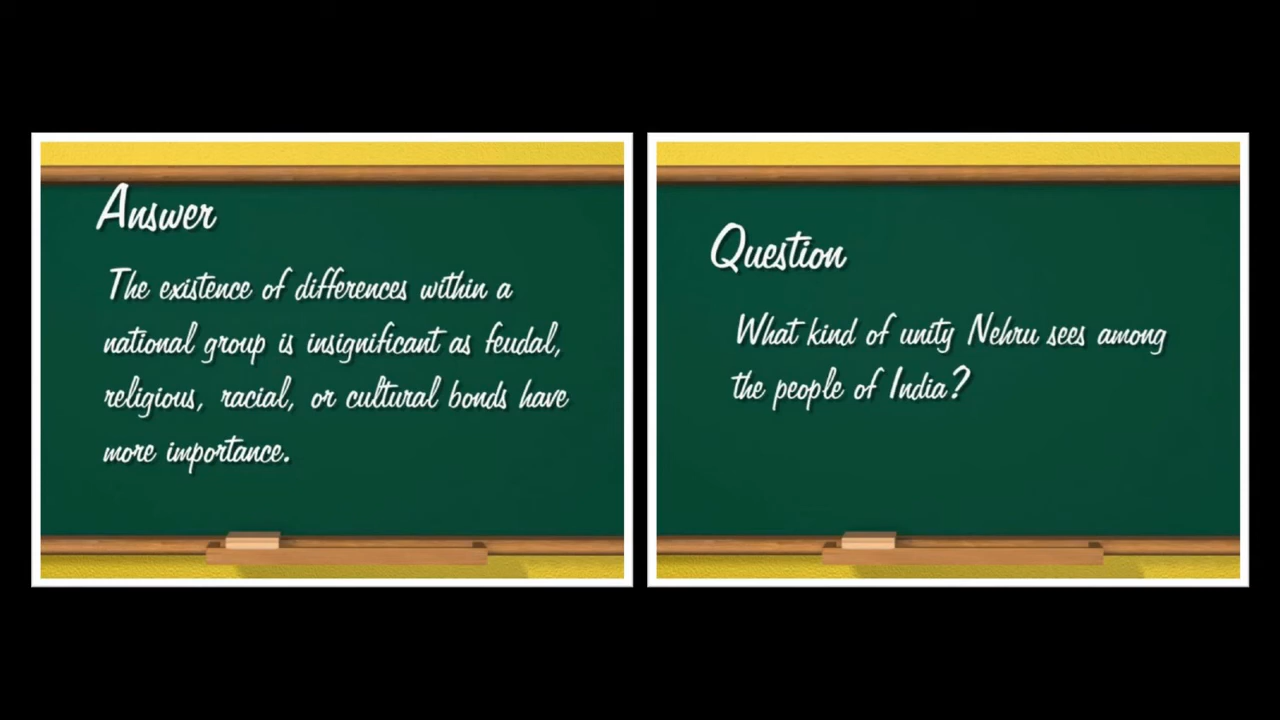 Answer
The existence of differences within a
national group is insignificant as feudal,
religious, racial, or cultural bonds have
more importance.
Question
What kind of unity Nehru sees among
the people of India?